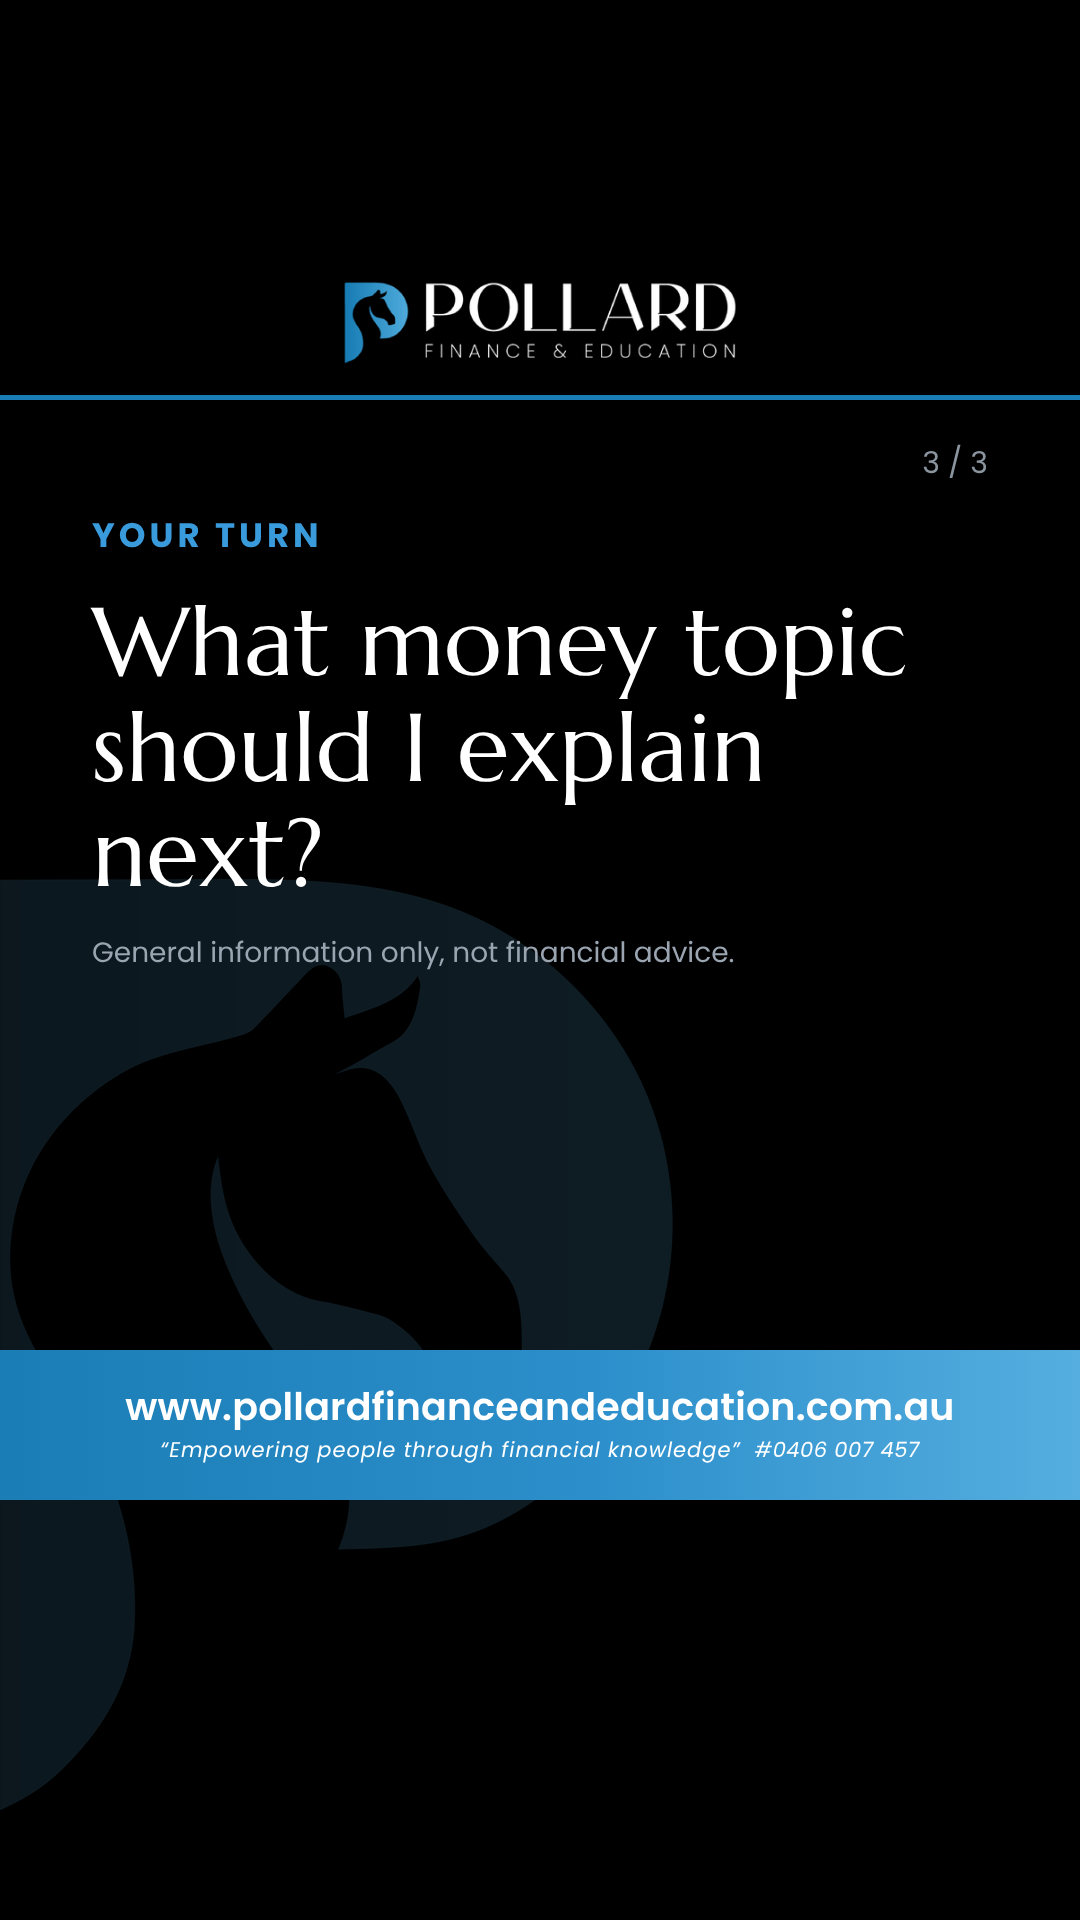 POLLARD
FINANCE & EDUCATION
3 / 3
YOUR TURN
What money topic
should I explain
next?
General information only, not financial advice.
www.pollardfinanceandeducation.com.au
“Empowering people through financial knowledge” #0406 007 457